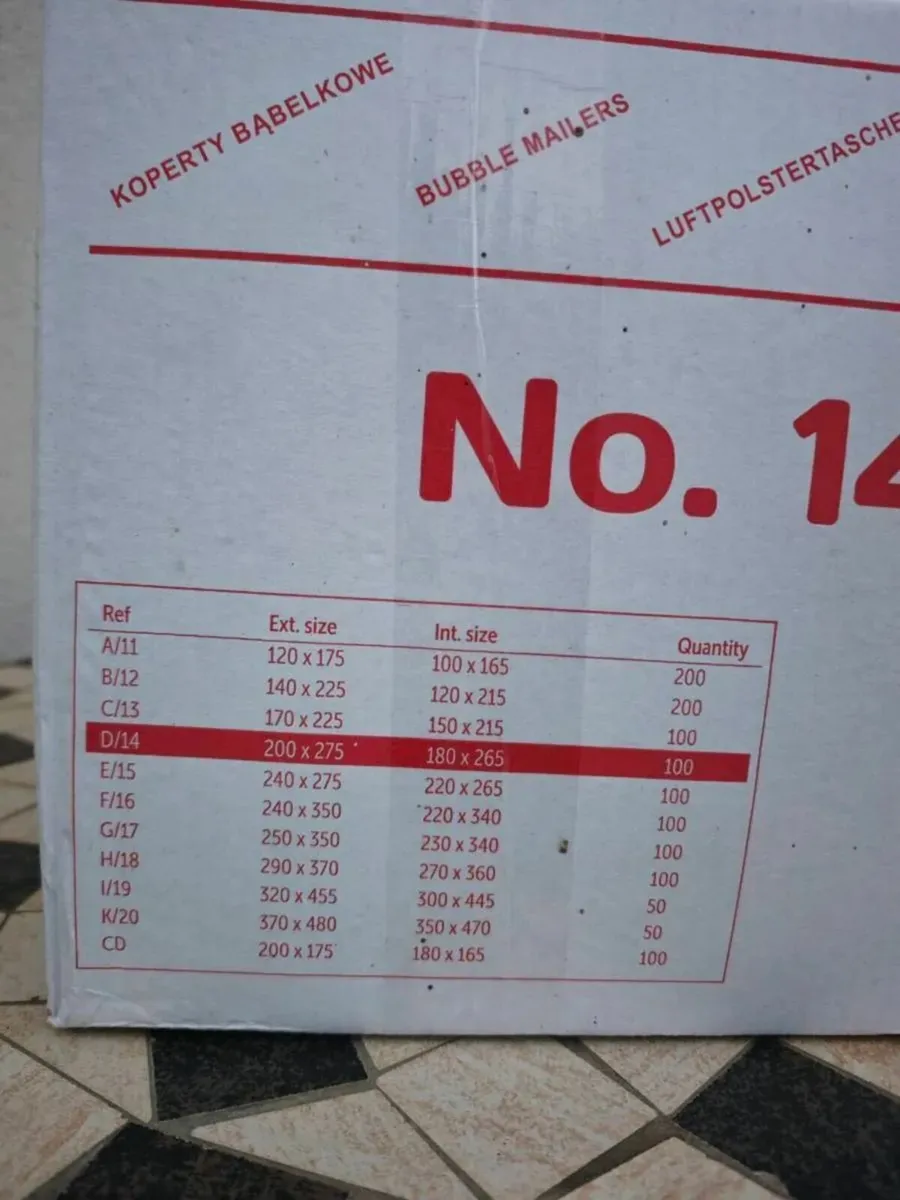 KOPERTY BĄBELKOWE
BUBBLE MAILERS
LUFTPOLSTERTASCHE
No. 14
Ref Ext. size Int. size Quantity
A/11 120 x 175 100 x 165 200
B/12 140 x 225 120 x 215 200
C/13 170 x 225 150 x 215 100
D/14 200 x 275 180 x 265 100
E/15 240 x 275 220 x 265 100
F/16 240 x 350 220 x 340 100
G/17 250 x 350 230 x 340 100
H/18 290 x 370 270 x 360 100
I/19 320 x 455 300 x 445 50
K/20 370 x 480 350 x 470 50
CD 200 x 175 180 x 165 100